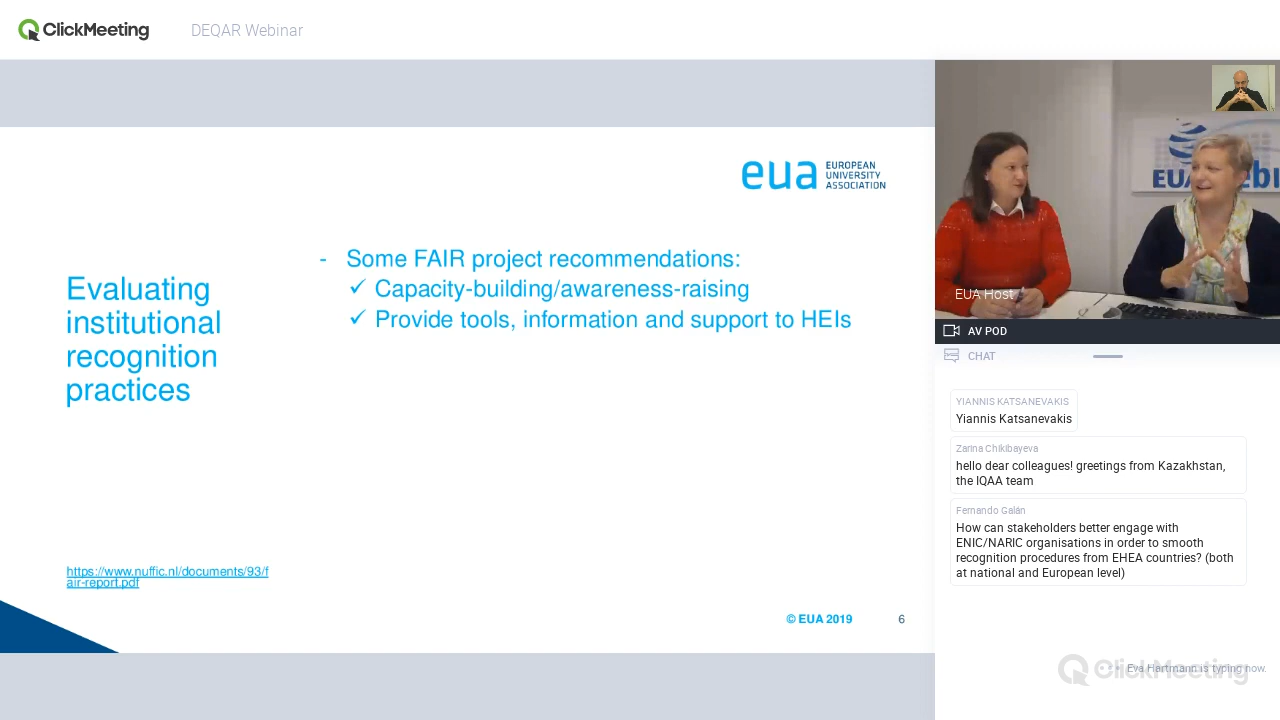 ClickMeeting
DEQAR Webinar
eua EUROPEAN
UNIVERSITY
ASSOCIATION
Evaluating
institutional
recognition
practices
- Some FAIR project recommendations:
✓ Capacity-building/awareness-raising
✓ Provide tools, information and support to HEIs
https://www.nuffic.nl/documents/93/f
air-report.pdf
© EUA 2019
6
EUA
EUA Host
AV POD
CHAT
YIANNIS KATSANEVAKIS
Yiannis Katsanevakis
Zarina Chikibayeva
hello dear colleagues! greetings from Kazakhstan,
the IQAA team
Fernando Galán
How can stakeholders better engage with
ENIC/NARIC organisations in order to smooth
recognition procedures from EHEA countries? (both
at national and European level)
ClickMeeting
Eva Hartmann is typing now.